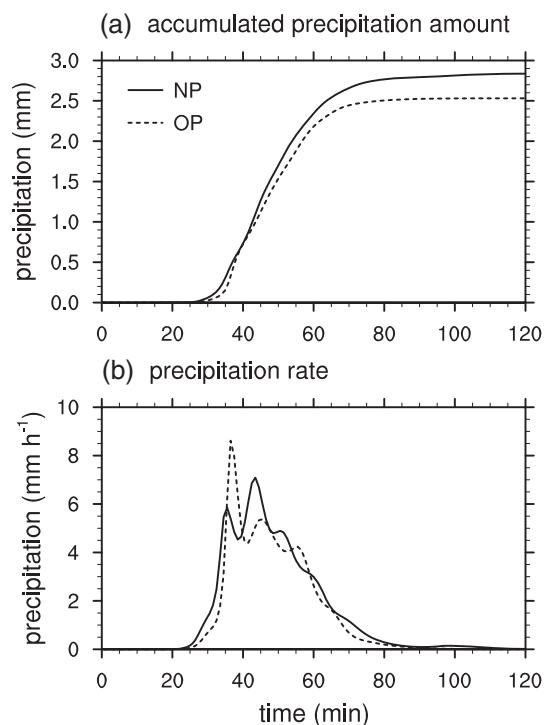 (a) accumulated precipitation amount
3.0
2.5
2.0
1.5
1.0
0.5
0.0
precipitation (mm)
NP
OP
0 20 40 60 80 100 120
(b) precipitation rate
10
8
6
4
2
0
precipitation (mm h⁻¹)
0 20 40 60 80 100 120
time (min)